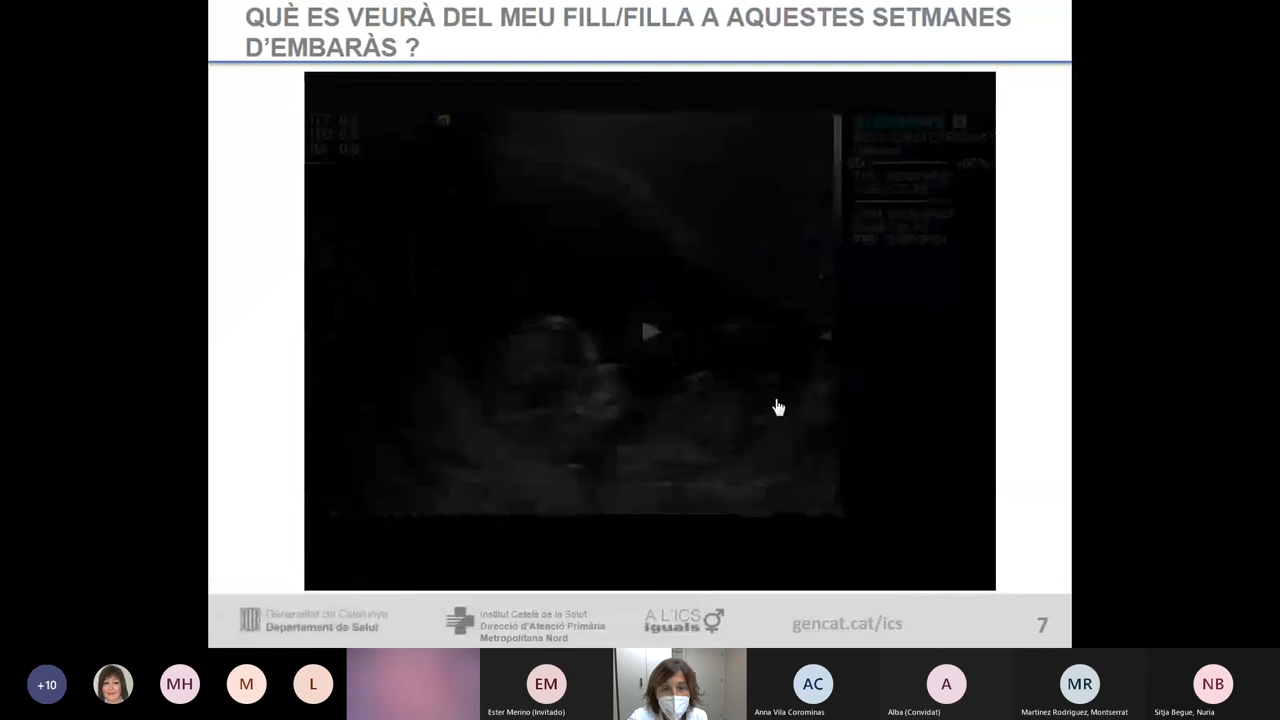 QUÈ ES VEURÀ DEL MEU FILL/FILLA A AQUESTES SETMANES
D'EMBARÀS ?
Generalitat de Catalunya
Departament de Salut
Institut Català de la Salut
Direcció d'Atenció Primària
Metropolitana Nord
A L'ICS
iguals
gencat.cat/ics
7
+10
MH
M
L
EM
AC
A
MR
NB
Ester Merino (Invitado)
Anna Vila Corominas
Alba (Convidat)
Martinez Rodriguez, Montserrat
Sitja Begue, Nuria